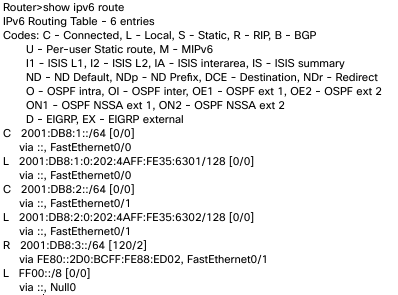 Router>show ipv6 route
IPv6 Routing Table - 6 entries
Codes: C - Connected, L - Local, S - Static, R - RIP, B - BGP
U - Per-user Static route, M - MIPv6
I1 - ISIS L1, I2 - ISIS L2, IA - ISIS interarea, IS - ISIS summary
ND - ND Default, NDp - ND Prefix, DCE - Destination, NDr - Redirect
O - OSPF intra, OI - OSPF inter, OE1 - OSPF ext 1, OE2 - OSPF ext 2
ON1 - OSPF NSSA ext 1, ON2 - OSPF NSSA ext 2
D - EIGRP, EX - EIGRP external
C 2001:DB8:1::/64 [0/0]
via ::, FastEthernet0/0
L 2001:DB8:1:0:202:4AFF:FE35:6301/128 [0/0]
via ::, FastEthernet0/0
C 2001:DB8:2::/64 [0/0]
via ::, FastEthernet0/1
L 2001:DB8:2:0:202:4AFF:FE35:6302/128 [0/0]
via ::, FastEthernet0/1
R 2001:DB8:3::/64 [120/2]
via FE80::2D0:BCFF:FE88:ED02, FastEthernet0/1
L FF00::/8 [0/0]
via ::, Null0